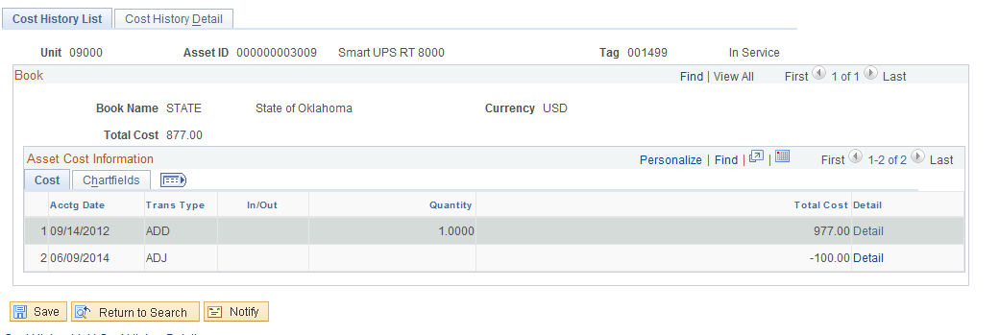 Cost History List Cost History Detail
Unit 09000 Asset ID 000000003009 Smart UPS RT 8000 Tag 001499 In Service
Book Find | View All First 1 of 1 Last
Book Name STATE State of Oklahoma Currency USD
Total Cost 877.00
Asset Cost Information Personalize | Find | | First 1-2 of 2 Last
Cost Chartfields
Acctg Date Trans Type In/Out Quantity Total Cost Detail
1 09/14/2012 ADD 1.0000 977.00 Detail
2 06/09/2014 ADJ -100.00 Detail
Save Return to Search Notify